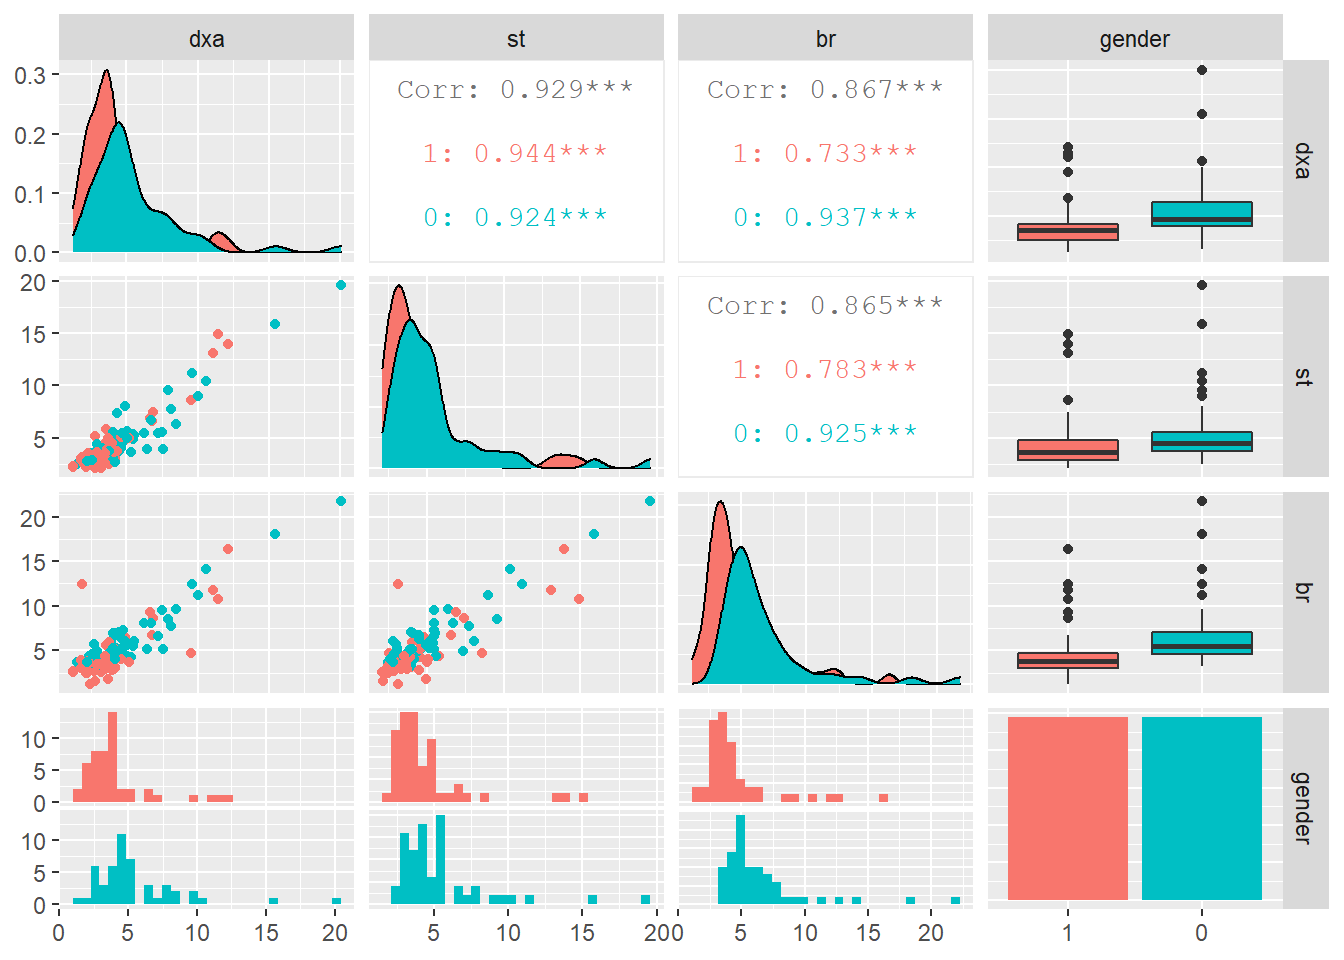 dxa st br gender
0.3
0.2
0.1
0.0
Corr: 0.929***
1: 0.944***
0: 0.924***
Corr: 0.867***
1: 0.733***
0: 0.937***
dxa
20
15
10
5
Corr: 0.865***
1: 0.783***
0: 0.925***
st
20
15
10
5
br
10
5
0
10
5
0
gender
0 5 10 15 20
5 10 15 20
0 5 10 15 20
1 0